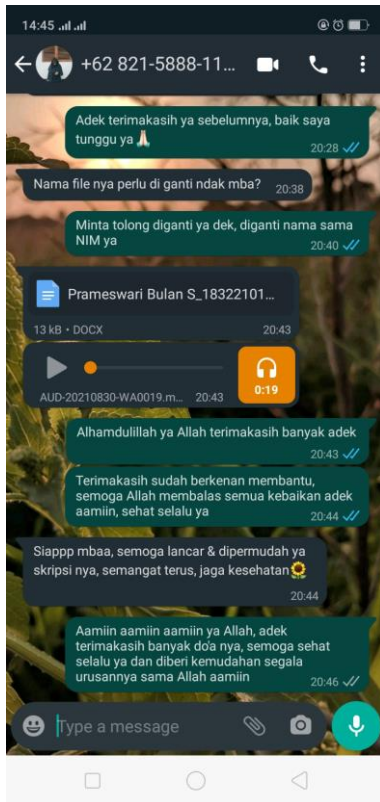 14:45
+62 821-5888-11...
Adek terimakasih ya sebelumnya, baik saya
tunggu ya 🙏🏻
20:28
Nama file nya perlu di ganti ndak mba?
20:38
Minta tolong diganti ya dek, diganti nama sama
NIM ya
20:40
Prameswari Bulan S_18322101...
13 kB • DOCX
20:43
0:19
AUD-20210830-WA0019.m...
20:43
Alhamdulillah ya Allah terimakasih banyak adek
20:43
Terimakasih sudah berkenan membantu,
semoga Allah membalas semua kebaikan adek
aamiin, sehat selalu ya
20:44
Siappp mbaa, semoga lancar & dipermudah ya
skripsi nya, semangat terus, jaga kesehatan🌻
20:44
Aamiin aamiin aamiin ya Allah, adek
terimakasih banyak do'a nya, semoga sehat
selalu ya dan diberi kemudahan segala
urusannya sama Allah aamiin
20:46
Type a message